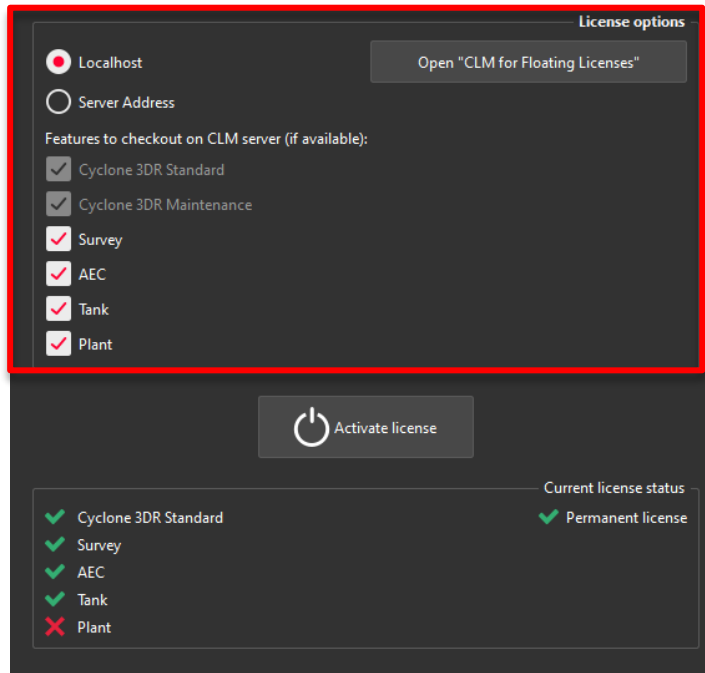 License options
Localhost
Open "CLM for Floating Licenses"
Server Address
Features to checkout on CLM server (if available):
Cyclone 3DR Standard
Cyclone 3DR Maintenance
Survey
AEC
Tank
Plant
Activate license
Current license status
Cyclone 3DR Standard
Permanent license
Survey
AEC
Tank
Plant